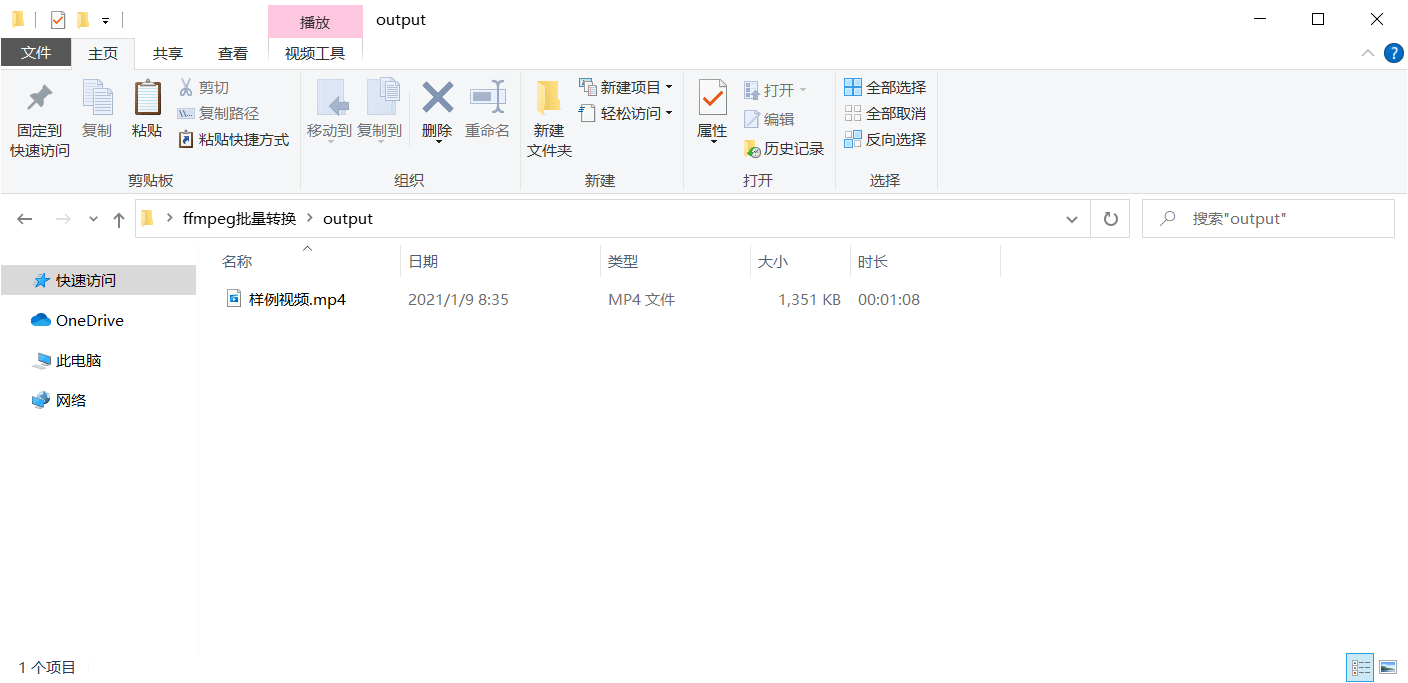 播放
output
文件
主页
共享
查看
视频工具
固定到
快速访问
复制
粘贴
剪切
复制路径
粘贴快捷方式
剪贴板
移动到
复制到
删除
重命名
组织
新建
文件夹
新建项目
轻松访问
新建
属性
打开
编辑
历史记录
打开
全部选择
全部取消
反向选择
选择
ffmpeg批量转换
output
搜索"output"
快速访问
OneDrive
此电脑
网络
名称
日期
类型
大小
时长
样例视频.mp4
2021/1/9 8:35
MP4 文件
1,351 KB
00:01:08
1 个项目